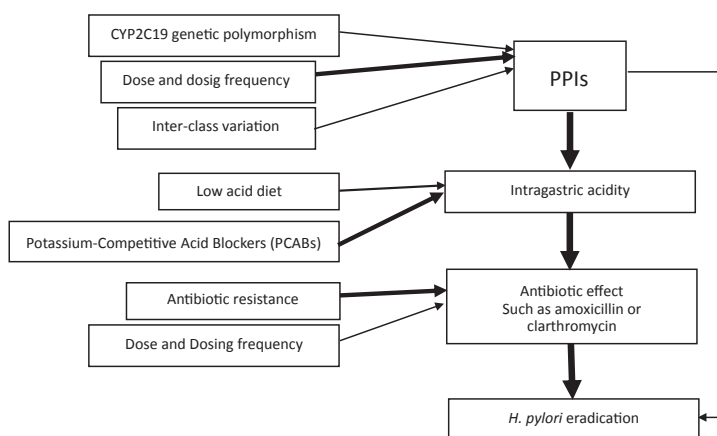 CYP2C19 genetic polymorphism
Dose and dosig frequency
Inter-class variation
PPIs
Low acid diet
Potassium-Competitive Acid Blockers (PCABs)
Intragastric acidity
Antibiotic resistance
Dose and Dosing frequency
Antibiotic effect
Such as amoxicillin or
clarthromycin
H. pylori eradication